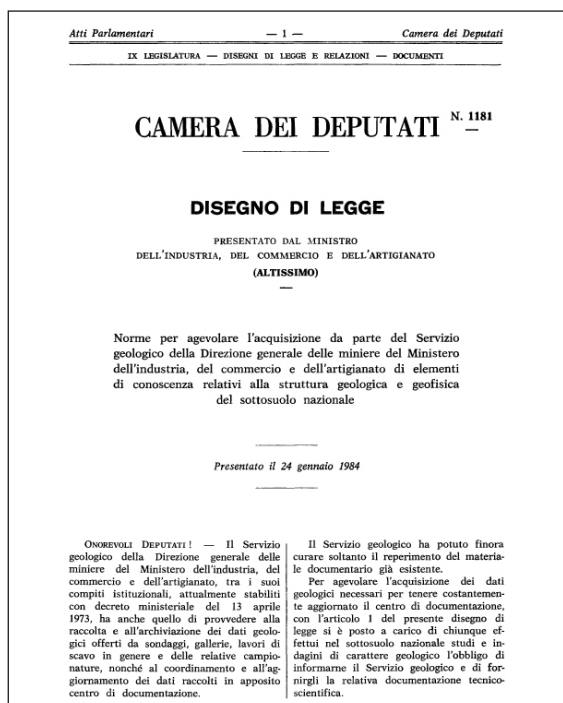 Atti Parlamentari — 1 — Camera dei Deputati
IX LEGISLATURA — DISEGNI DI LEGGE E RELAZIONI — DOCUMENTI
CAMERA DEI DEPUTATI N. 1181
DISEGNO DI LEGGE
PRESENTATO DAL MINISTRO
DELL'INDUSTRIA, DEL COMMERCIO E DELL'ARTIGIANATO
(ALTISSIMO)
Norme per agevolare l'acquisizione da parte del Servizio
geologico della Direzione generale delle miniere del Ministero
dell'industria, del commercio e dell'artigianato di elementi
di conoscenza relativi alla struttura geologica e geofisica
del sottosuolo nazionale
Presentato il 24 gennaio 1984
ONOREVOLI DEPUTATI! — Il Servizio
geologico della Direzione generale delle
miniere del Ministero dell'industria, del
commercio e dell'artigianato, tra i suoi
compiti istituzionali, attualmente stabiliti
con decreto ministeriale del 13 aprile
1973, ha anche quello di provvedere alla
raccolta e all'archiviazione dei dati geolo-
gici offerti da sondaggi, gallerie, lavori di
scavo in genere e delle relative campio-
nature, nonché al coordinamento e all'ag-
giornamento dei dati raccolti in apposito
centro di documentazione.
Il Servizio geologico ha potuto finora
curare soltanto il reperimento del materia-
le documentario già esistente.
Per agevolare l'acquisizione dei dati
geologici necessari per tenere costantemen-
te aggiornato il centro di documentazione,
con l'articolo 1 del presente disegno di
legge si è posto a carico di chiunque ef-
fettui nel sottosuolo nazionale studi e in-
dagini di carattere geologico l'obbligo di
informarne il Servizio geologico e di for-
nirgli la relativa documentazione tecnico-
scientifica.